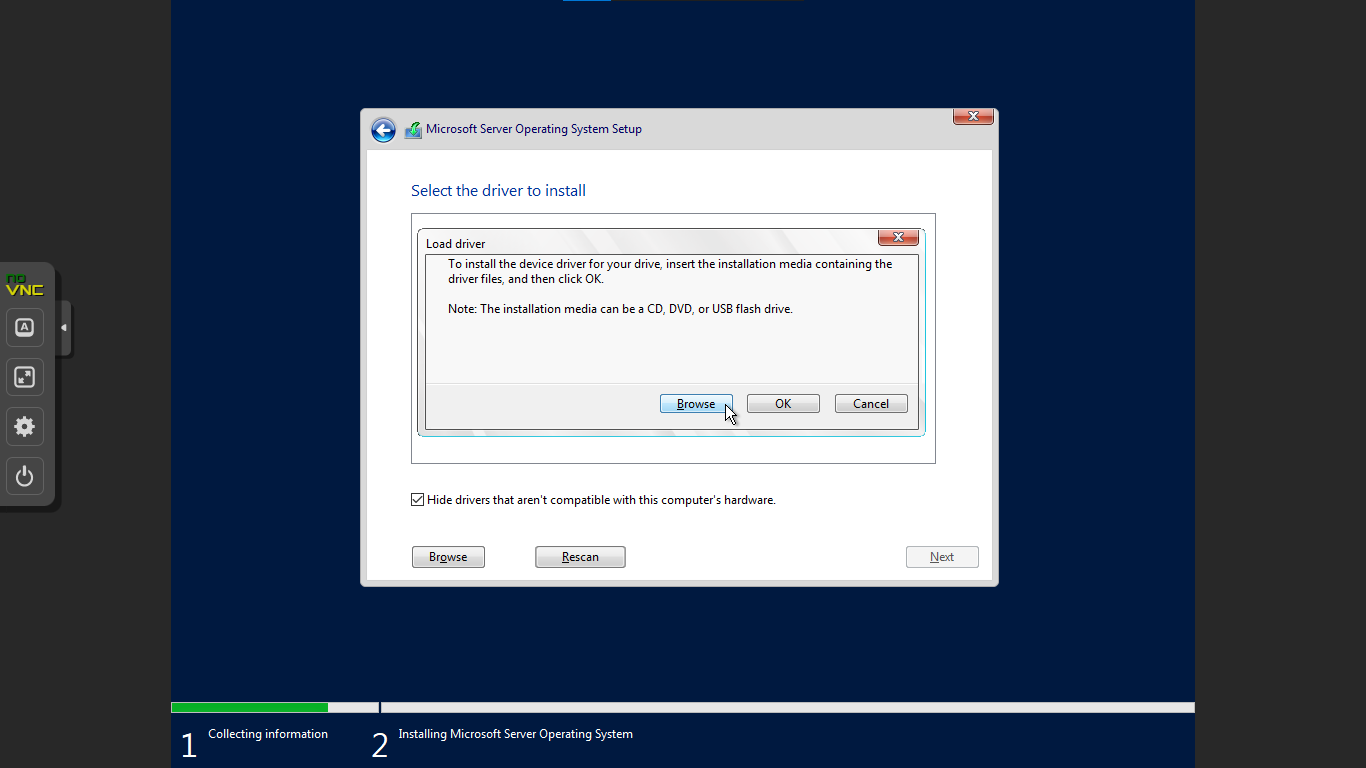 Microsoft Server Operating System Setup
Select the driver to install
Load driver
To install the device driver for your drive, insert the installation media containing the
driver files, and then click OK.
Note: The installation media can be a CD, DVD, or USB flash drive.
Browse
OK
Cancel
Hide drivers that aren't compatible with this computer's hardware.
Browse
Rescan
Next
no
VNC
A
1
Collecting information
2
Installing Microsoft Server Operating System